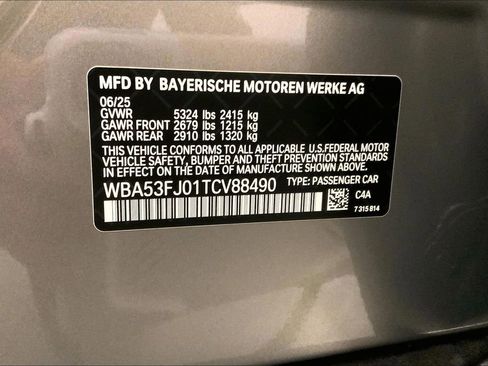 MFD BY BAYERISCHE MOTOREN WERKE AG
06/25
GVWR 5324 lbs 2415 kg
GAWR FRONT 2679 lbs 1215 kg
GAWR REAR 2910 lbs 1320 kg
THIS VEHICLE CONFORMS TO ALL APPLICABLE U.S.FEDERAL MOTOR
VEHICLE SAFETY, BUMPER AND THEFT PREVENTION STANDARDS
IN EFFECT ON THE DATE OF MANUFACTURE SHOWN ABOVE.
WBA53FJ01TCV88490 TYPE: PASSENGER CAR
C4A
7 315 814